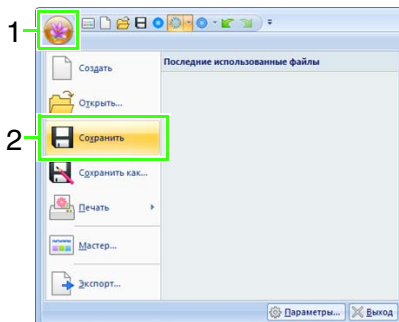 1
Последние использованные файлы
Создать
Открыть...
2
Сохранить
Сохранить как...
Печать
Мастер...
Экспорт...
Параметры...
Выход